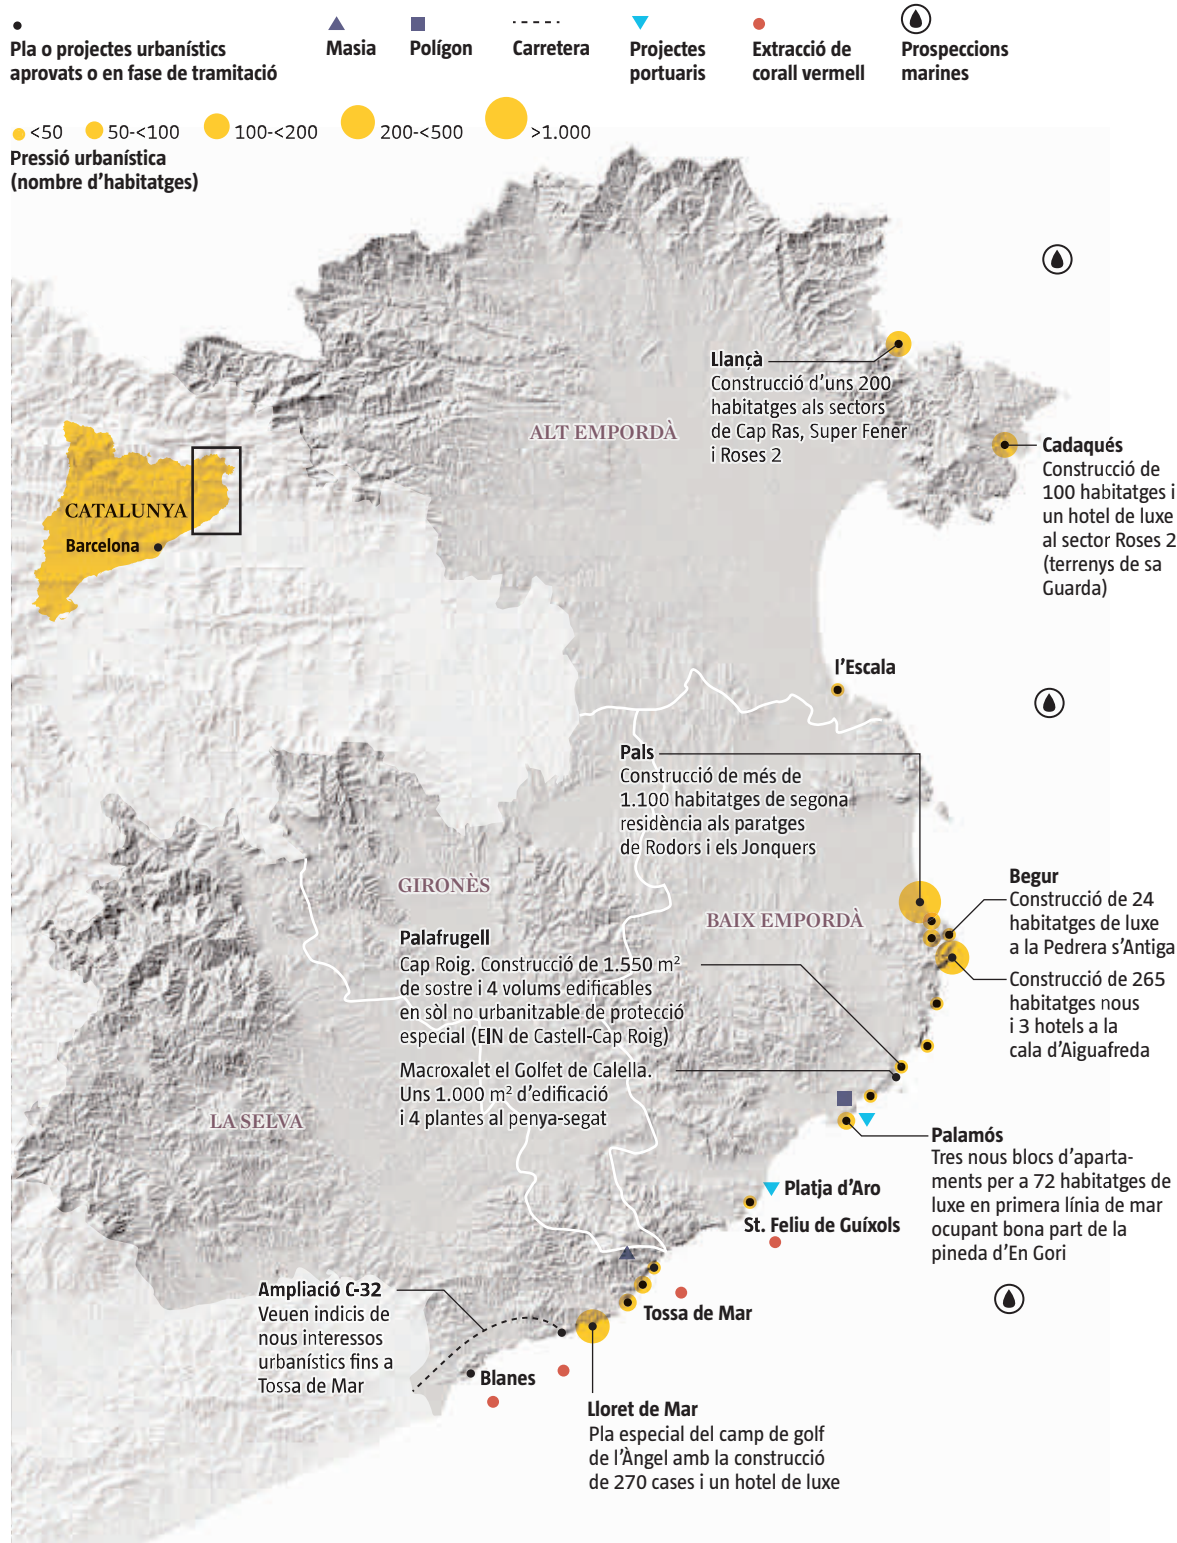 Pla o projectes urbanístics
aprovats o en fase de tramitació
Masia
Polígon
Carretera
Projectes
portuaris
Extracció de
corall vermell
Prospeccions
marines
<50
50-<100
100-<200
200-<500
>1.000
Pressió urbanística
(nombre d'habitatges)
Llançà
Construcció d'uns 200
habitatges als sectors
de Cap Ras, Super Fener
i Roses 2
ALT EMPORDÀ
Cadaqués
Construcció de
100 habitatges i
un hotel de luxe
al sector Roses 2
(terrenys de sa
Guarda)
CATALUNYA
Barcelona
l'Escala
Pals
Construcció de més de
1.100 habitatges de segona
residència als paratges
de Rodors i els Jonquers
GIRONÈS
BAIX EMPORDÀ
Begur
Construcció de 24
habitatges de luxe
a la Pedrera s'Antiga
Construcció de 265
habitatges nous
i 3 hotels a la
cala d'Aiguafreda
Palafrugell
Cap Roig. Construcció de 1.550 m²
de sostre i 4 volums edificables
en sòl no urbanitzable de protecció
especial (EIN de Castell-Cap Roig)
Macroxalet el Golfet de Calella.
Uns 1.000 m² d'edificació
i 4 plantes al penya-segat
LA SELVA
Palamós
Tres nous blocs d'aparta-
ments per a 72 habitatges de
luxe en primera línia de mar
ocupant bona part de la
pineda d'En Gori
Platja d'Aro
St. Feliu de Guíxols
Ampliació C-32
Veuen indicis de
nous interessos
urbanístics fins a
Tossa de Mar
Tossa de Mar
Blanes
Lloret de Mar
Pla especial del camp de golf
de l'Àngel amb la construcció
de 270 cases i un hotel de luxe